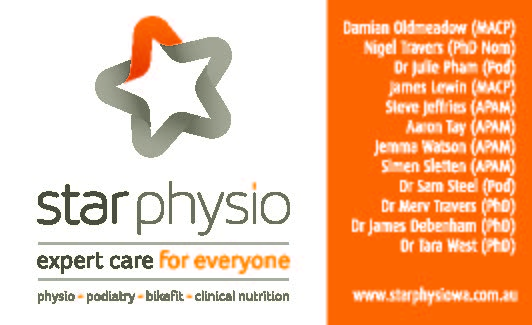 star physio
expert care for everyone
physio - podiatry - bikefit - clinical nutrition
Damian Oldmeadow (MACP)
Nigel Travers (PhD Nom)
Dr Julie Pham (Pod)
James Lewin (MACP)
Steve Jeffries (APAM)
Aaron Tay (APAM)
Jemma Watson (APAM)
Simen Sletten (APAM)
Dr Sam Steel (Pod)
Dr Merv Travers (PhD)
Dr James Debenham (PhD)
Dr Tara West (PhD)
www.starphysiowa.com.au